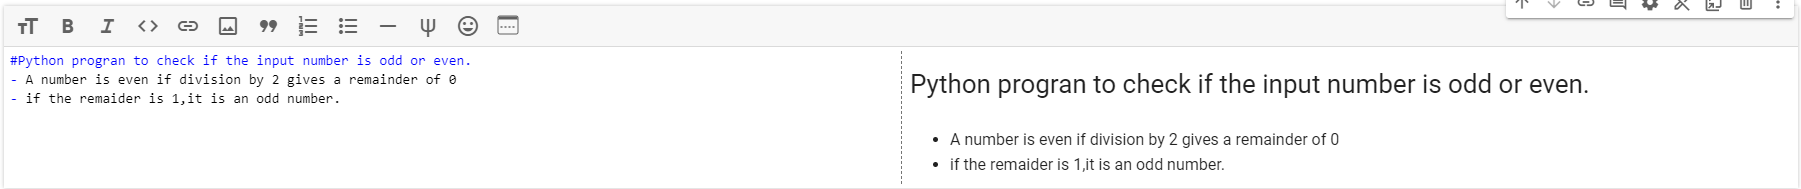 #Python progran to check if the input number is odd or even.
- A number is even if division by 2 gives a remainder of 0
- if the remaider is 1,it is an odd number.
Python progran to check if the input number is odd or even.
• A number is even if division by 2 gives a remainder of 0
• if the remaider is 1,it is an odd number.